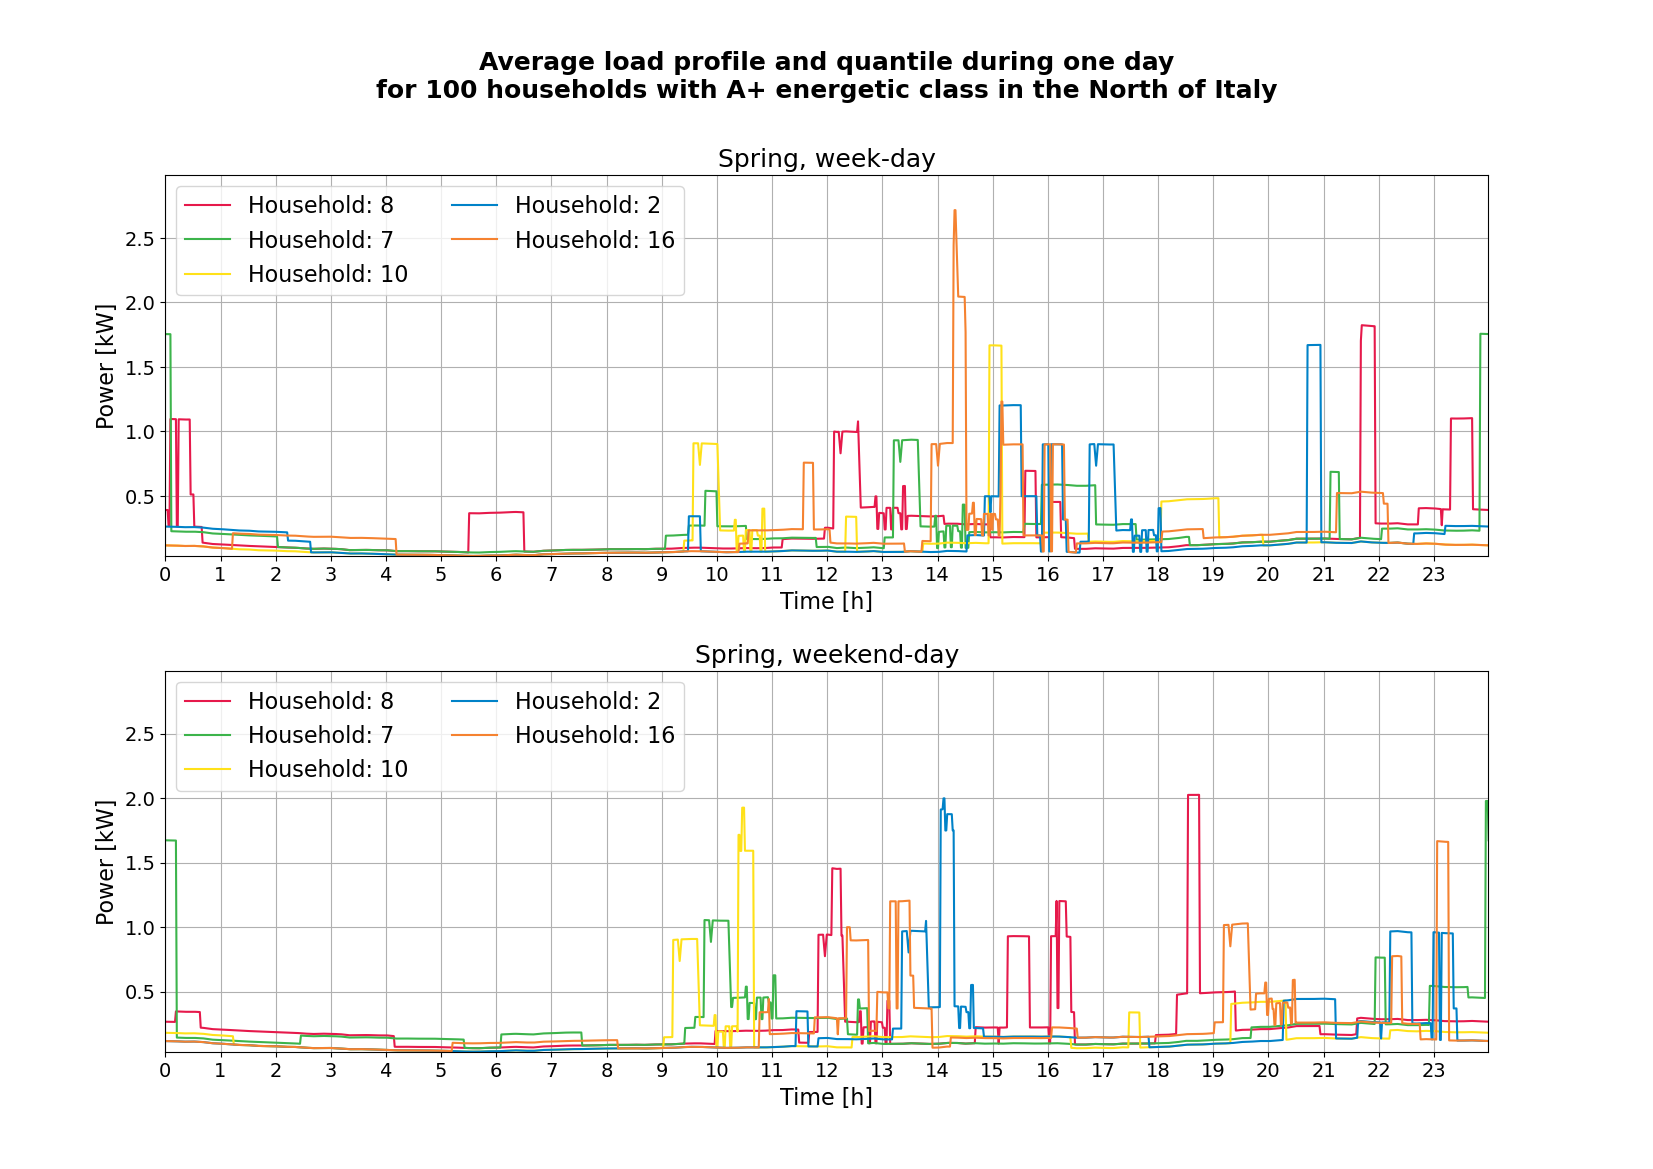 Average load profile and quantile during one day
for 100 households with A+ energetic class in the North of Italy
Spring, week-day
Household: 8
Household: 7
Household: 10
Household: 2
Household: 16
Power [kW]
2.5
2.0
1.5
1.0
0.5
0 1 2 3 4 5 6 7 8 9 10 11 12 13 14 15 16 17 18 19 20 21 22 23
Time [h]
Spring, weekend-day
Household: 8
Household: 7
Household: 10
Household: 2
Household: 16
Power [kW]
2.5
2.0
1.5
1.0
0.5
0 1 2 3 4 5 6 7 8 9 10 11 12 13 14 15 16 17 18 19 20 21 22 23
Time [h]